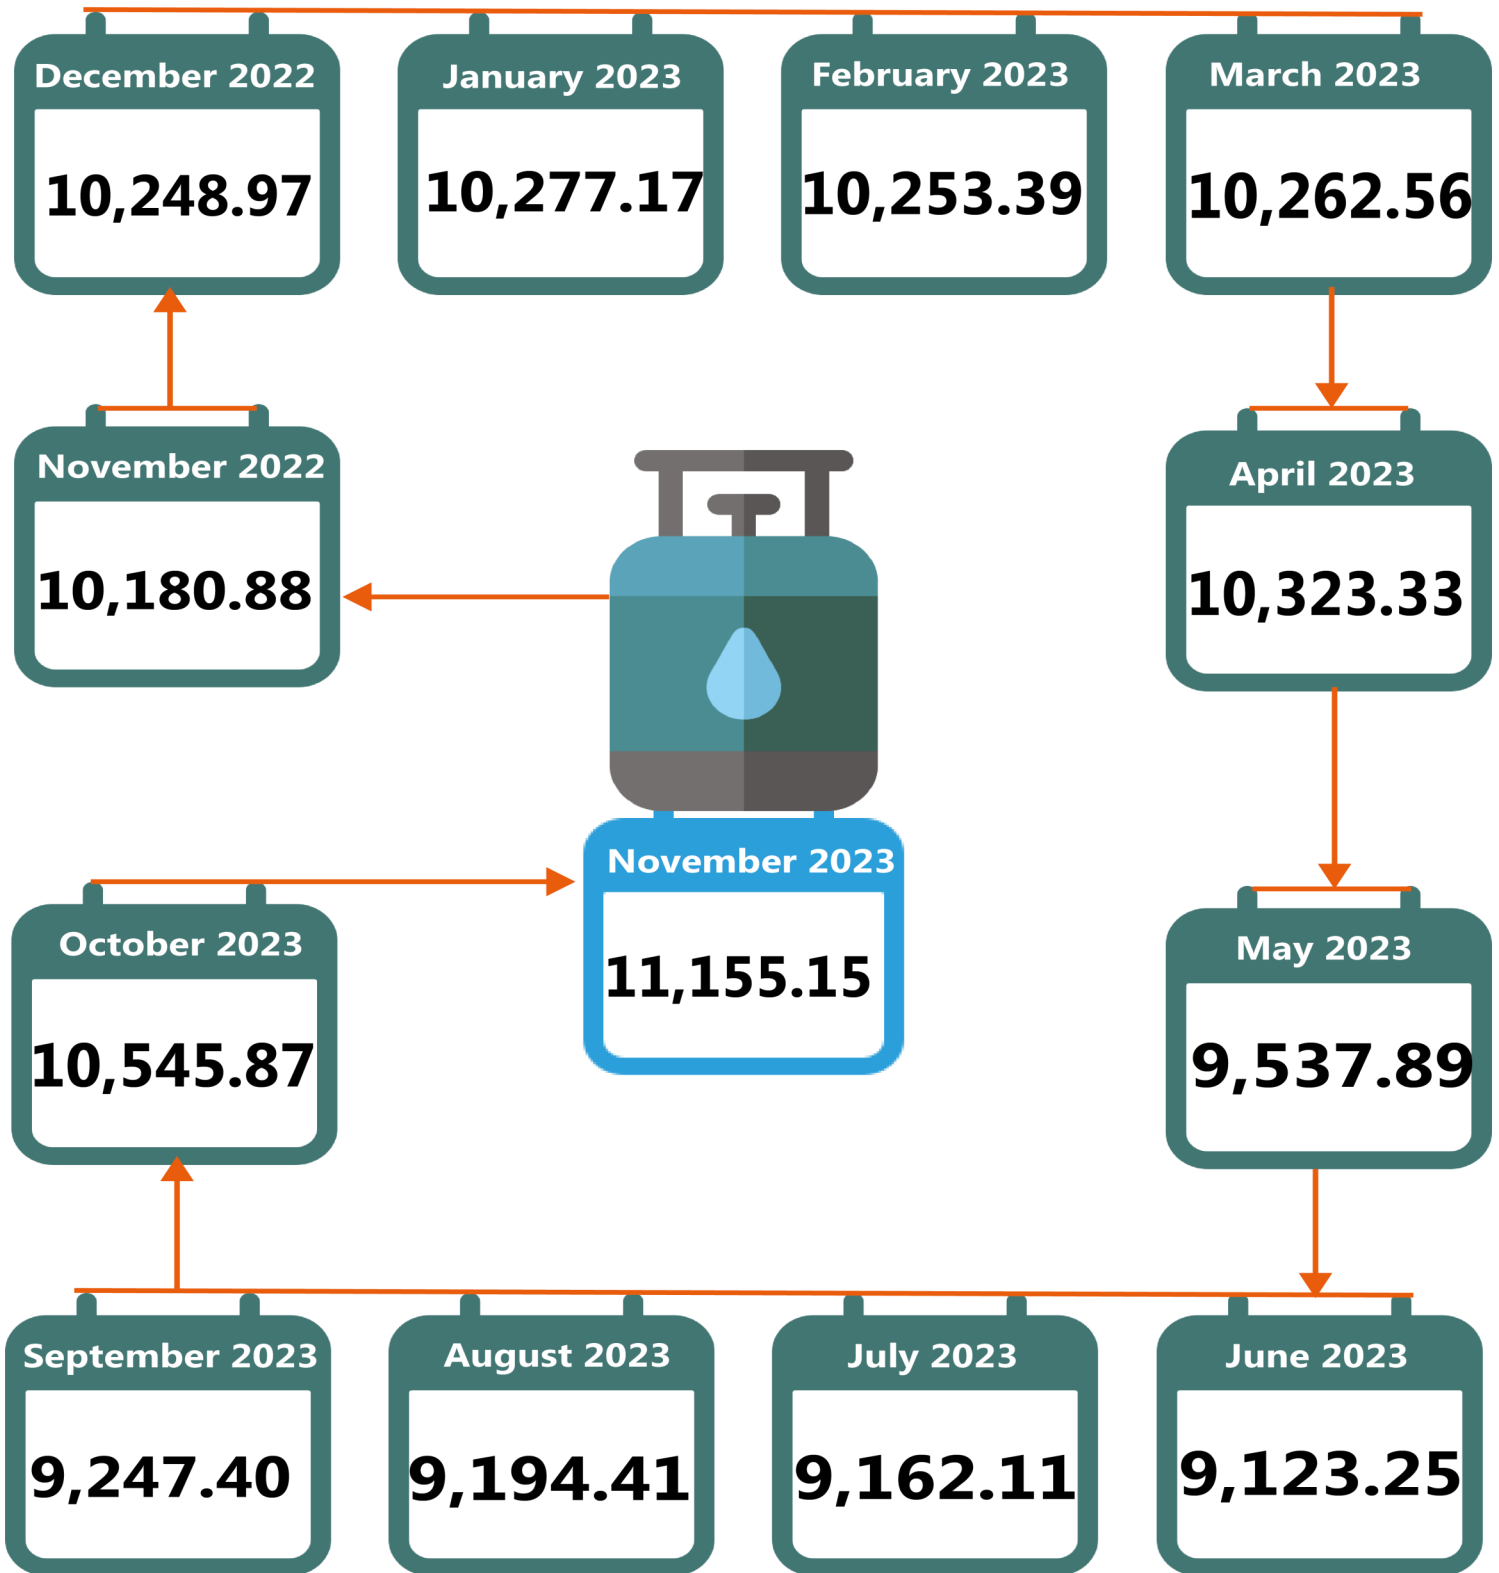 December 2022
10,248.97
January 2023
10,277.17
February 2023
10,253.39
March 2023
10,262.56
November 2022
10,180.88
April 2023
10,323.33
November 2023
11,155.15
October 2023
10,545.87
May 2023
9,537.89
September 2023
9,247.40
August 2023
9,194.41
July 2023
9,162.11
June 2023
9,123.25